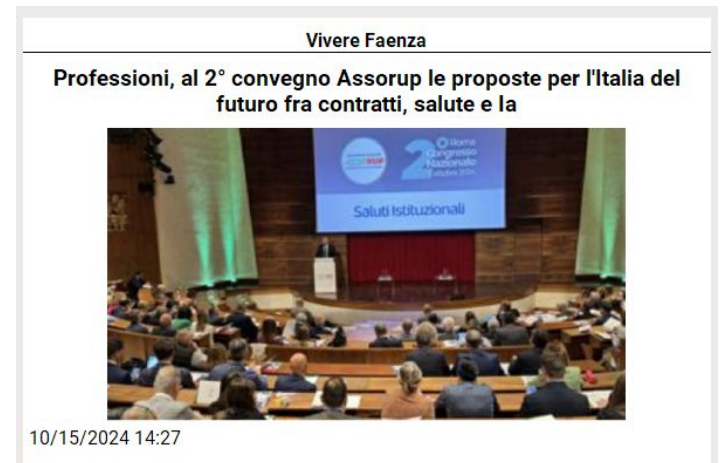 Vivere Faenza
Professioni, al 2° convegno Assorup le proposte per l'Italia del
futuro fra contratti, salute e la
2° Roma
Congresso
Nazionale
Saluti Istituzionali
10/15/2024 14:27